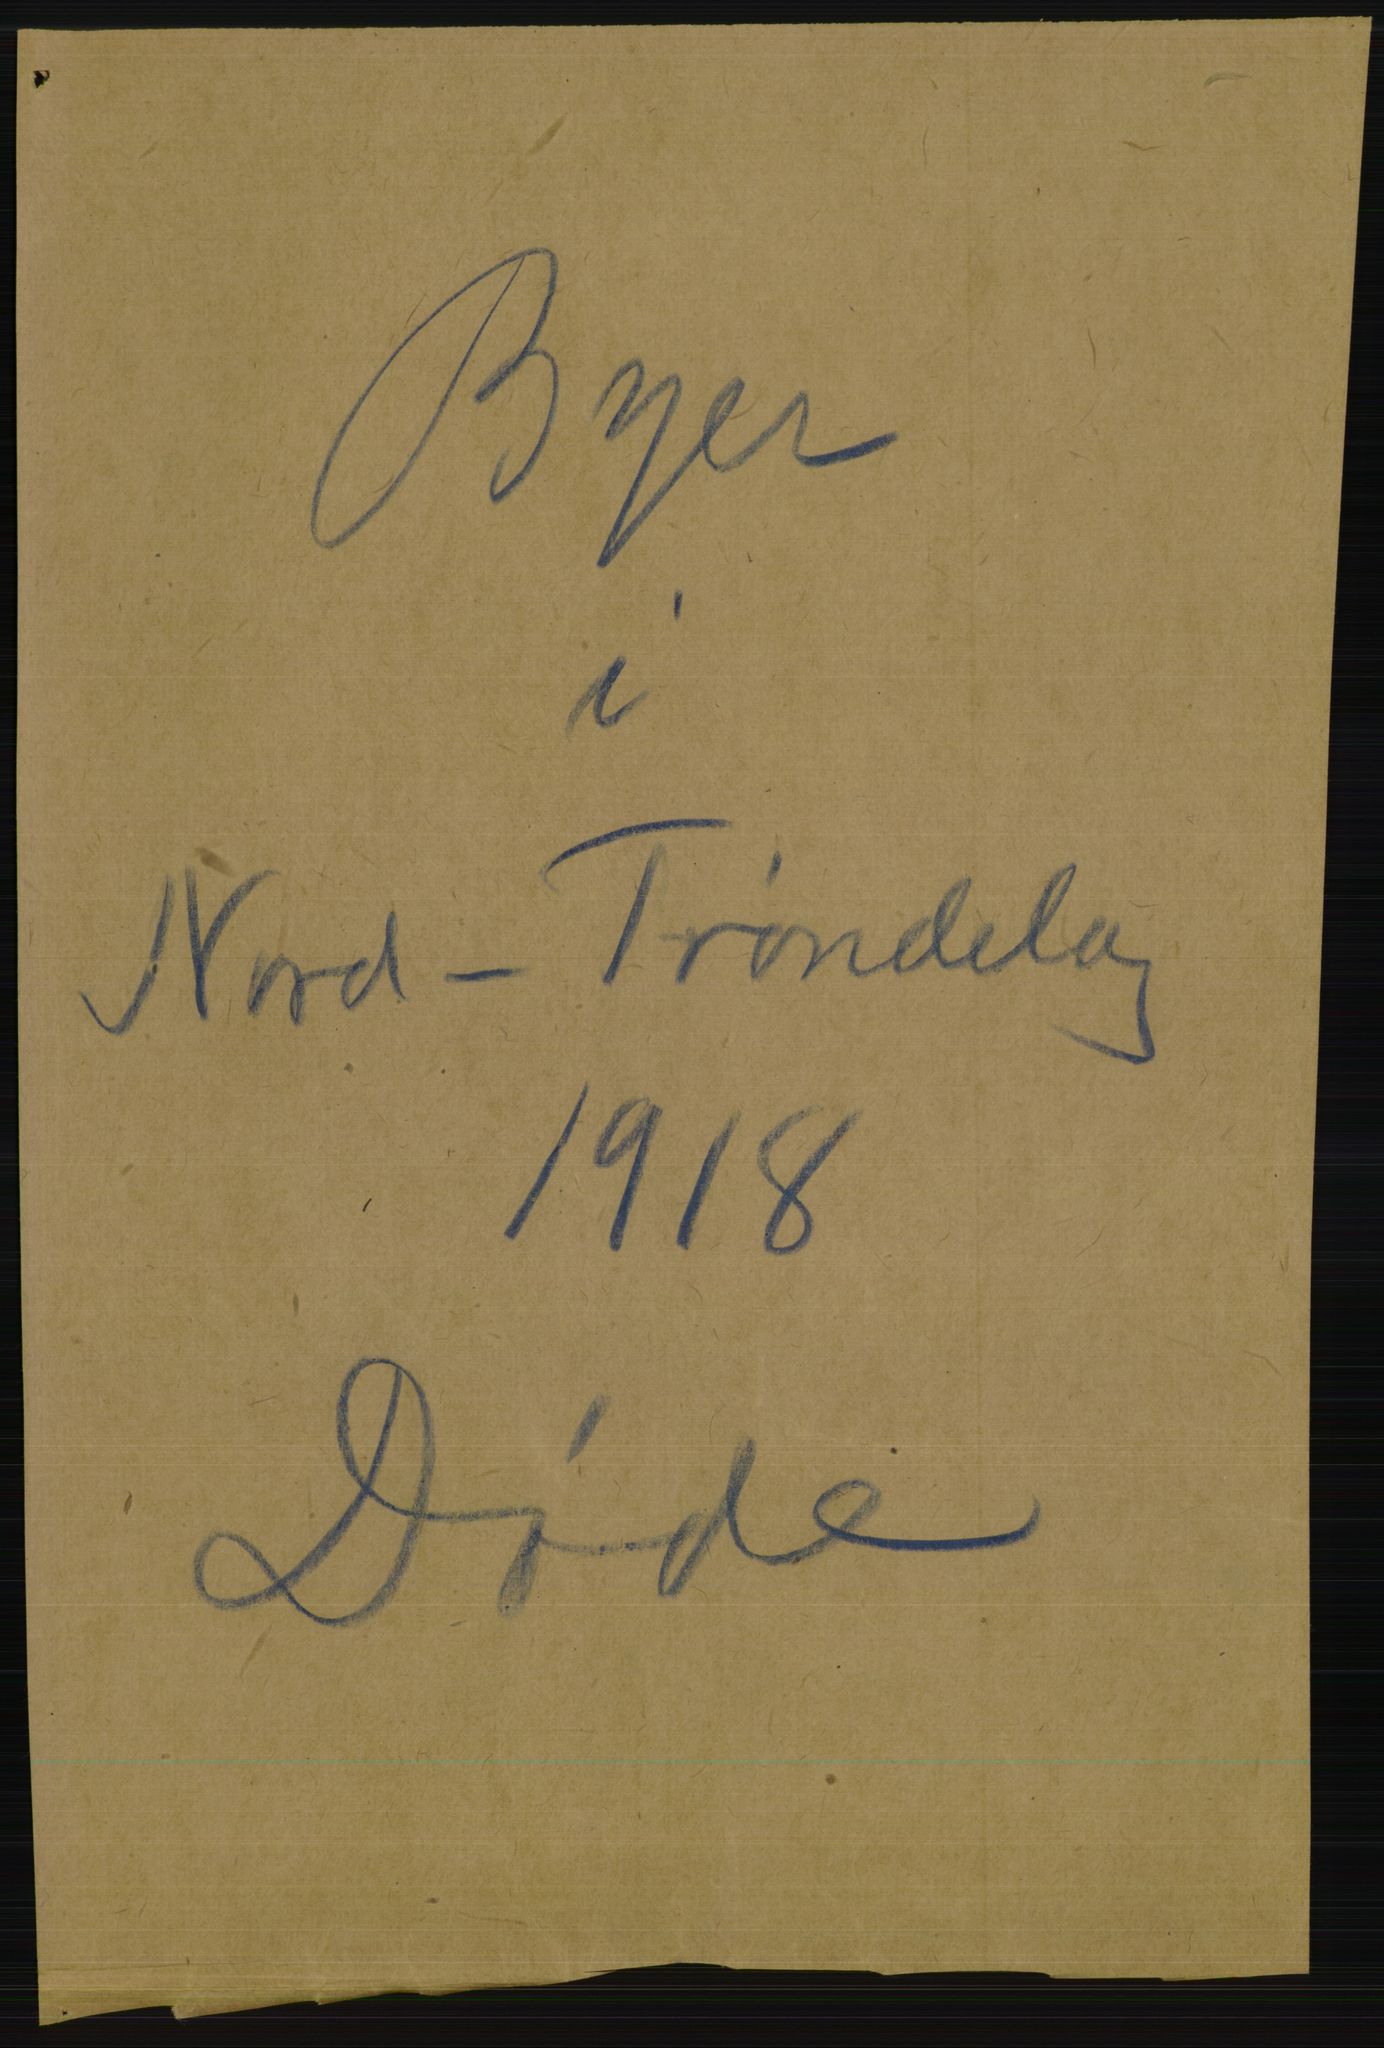 Byer
i
Nord - Trøndelag
1918
Døde